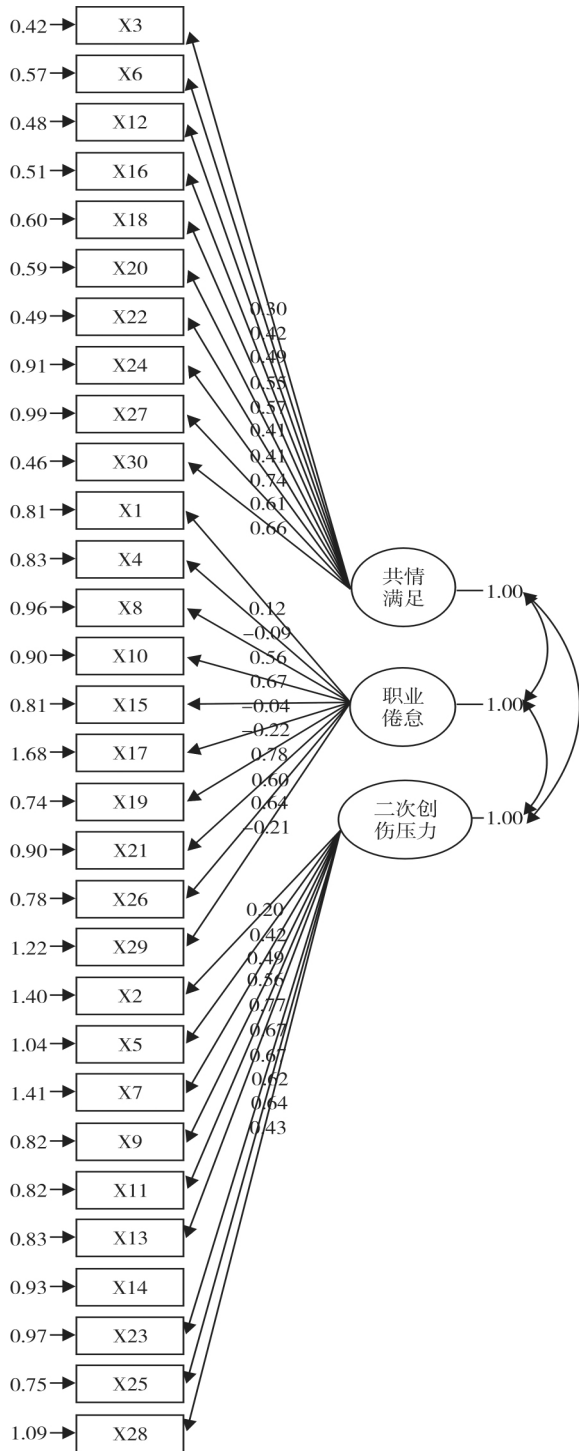 0.42 X3
0.57 X6
0.48 X12
0.51 X16
0.60 X18
0.59 X20
0.49 X22
0.91 X24
0.99 X27
0.46 X30
0.81 X1
0.83 X4
0.96 X8
0.90 X10
0.81 X15
1.68 X17
0.74 X19
0.90 X21
0.78 X26
1.22 X29
1.40 X2
1.04 X5
1.41 X7
0.82 X9
0.82 X11
0.83 X13
0.93 X14
0.97 X23
0.75 X25
1.09 X28
0.30
0.42
0.49
0.55
0.57
0.41
0.41
0.74
0.61
0.66
0.12
−0.09
0.56
0.67
−0.04
−0.22
0.78
0.60
0.64
−0.21
0.20
0.42
0.49
0.56
0.77
0.67
0.67
0.62
0.64
0.43
共情
满足
1.00
职业
倦怠
1.00
二次创
伤压力
1.00